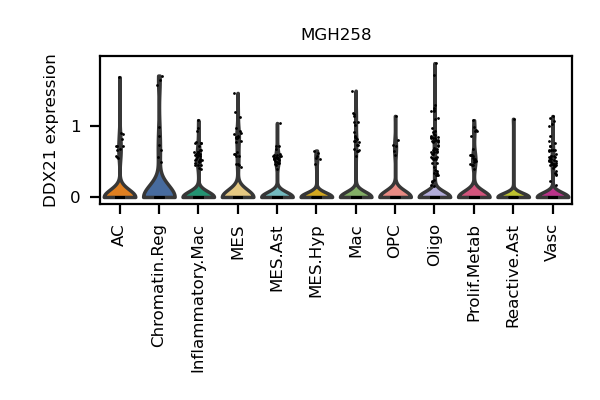 MGH258
DDX21 expression
1
0
AC
Chromatin.Reg
Inflammatory.Mac
MES
MES.Ast
MES.Hyp
Mac
OPC
Oligo
Prolif.Metab
Reactive.Ast
Vasc